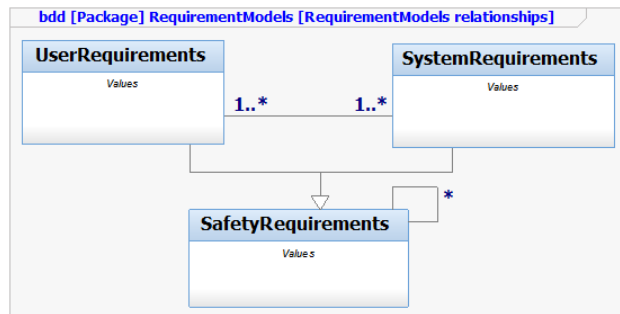 bdd [Package] RequirementModels [RequirementModels relationships]
UserRequirements
Values
SystemRequirements
Values
1..*
1..*
*
SafetyRequirements
Values